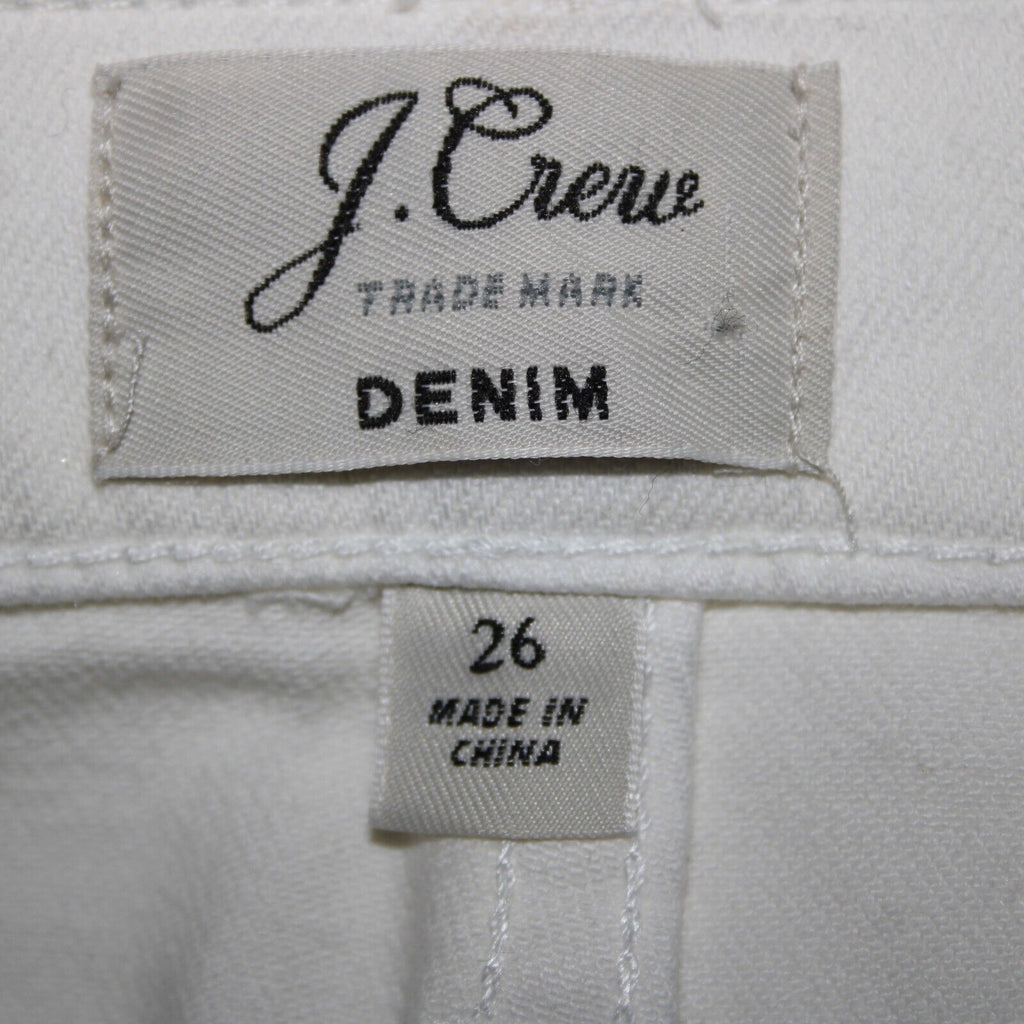 J. Crew
TRADE MARK
DENIM
26
MADE IN
CHINA